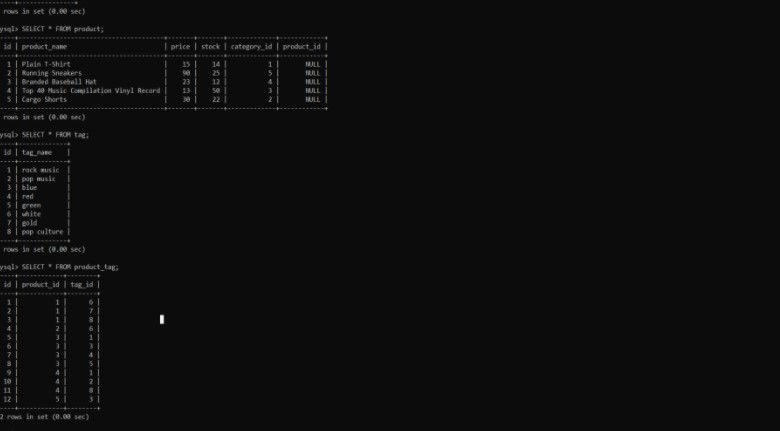 ----+---------------+
 rows in set (0.00 sec)
ysql> SELECT * FROM product;
----+---------------------------------------+-------+-------+-------------+------------+
 id | product_name | price | stock | category_id | product_id |
----+---------------------------------------+-------+-------+-------------+------------+
 1 | Plain T-Shirt | 15 | 14 | 1 | NULL |
 2 | Running Sneakers | 90 | 25 | 5 | NULL |
 3 | Branded Baseball Hat | 23 | 12 | 4 | NULL |
 4 | Top 40 Music Compilation Vinyl Record | 13 | 50 | 3 | NULL |
 5 | Cargo Shorts | 30 | 22 | 2 | NULL |
----+---------------------------------------+-------+-------+-------------+------------+
 rows in set (0.00 sec)
ysql> SELECT * FROM tag;
----+-------------+
 id | tag_name |
----+-------------+
 1 | rock music |
 2 | pop music |
 3 | blue |
 4 | red |
 5 | green |
 6 | white |
 7 | gold |
 8 | pop culture |
----+-------------+
 rows in set (0.00 sec)
ysql> SELECT * FROM product_tag;
----+------------+--------+
 id | product_id | tag_id |
----+------------+--------+
 1 | 1 | 6 |
 2 | 1 | 7 |
 3 | 1 | 8 |
 4 | 2 | 6 |
 5 | 3 | 1 |
 6 | 3 | 3 |
 7 | 3 | 4 |
 8 | 3 | 5 |
 9 | 4 | 1 |
 10 | 4 | 2 |
 11 | 4 | 8 |
 12 | 5 | 3 |
----+------------+--------+
2 rows in set (0.00 sec)